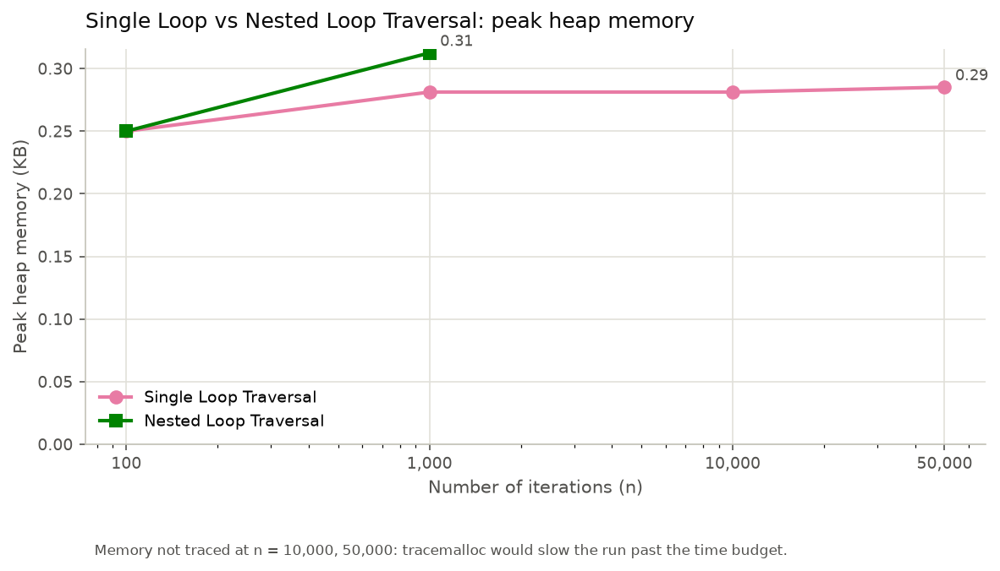 Single Loop vs Nested Loop Traversal: peak heap memory
0.31
0.29
0.30
0.25
0.20
0.15
0.10
0.05
0.00
Peak heap memory (KB)
Single Loop Traversal
Nested Loop Traversal
100
1,000
10,000
50,000
Number of iterations (n)
Memory not traced at n = 10,000, 50,000: tracemalloc would slow the run past the time budget.